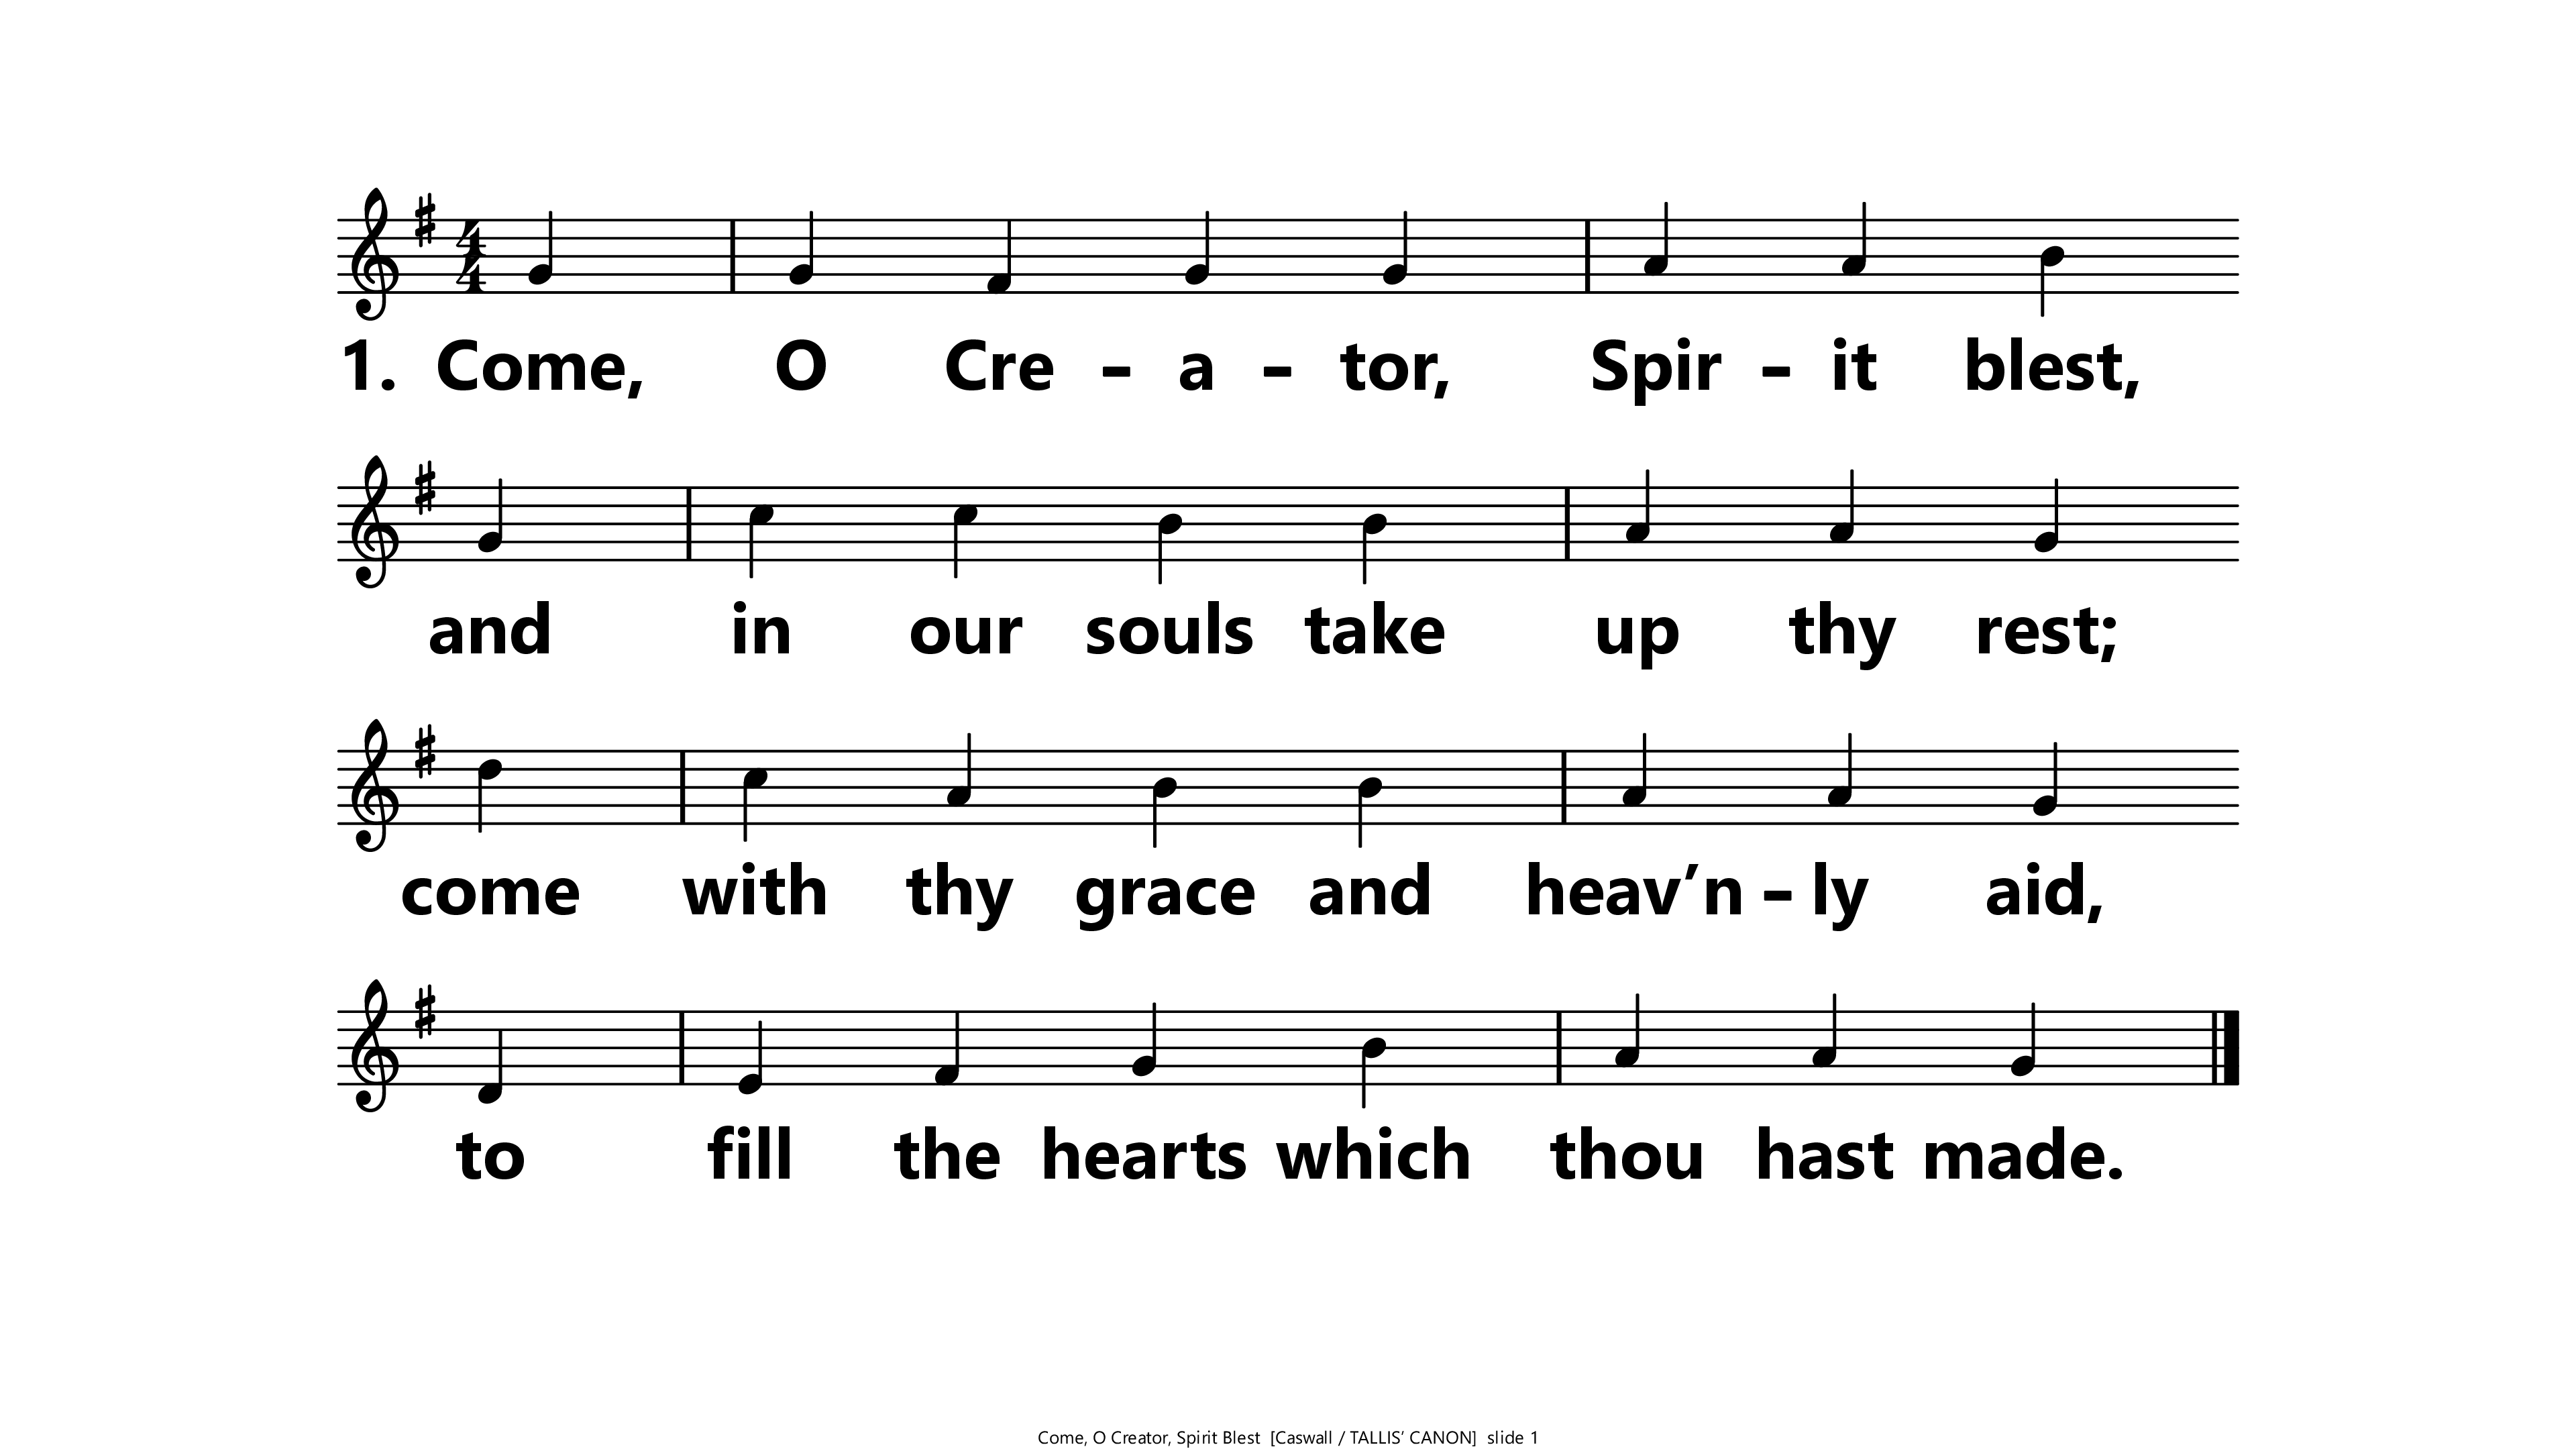 1. Come, O Cre - a - tor, Spir - it blest,
and in our souls take up thy rest;
come with thy grace and heav’n - ly aid,
to fill the hearts which thou hast made.
Come, O Creator, Spirit Blest [Caswall / TALLIS’ CANON] slide 1